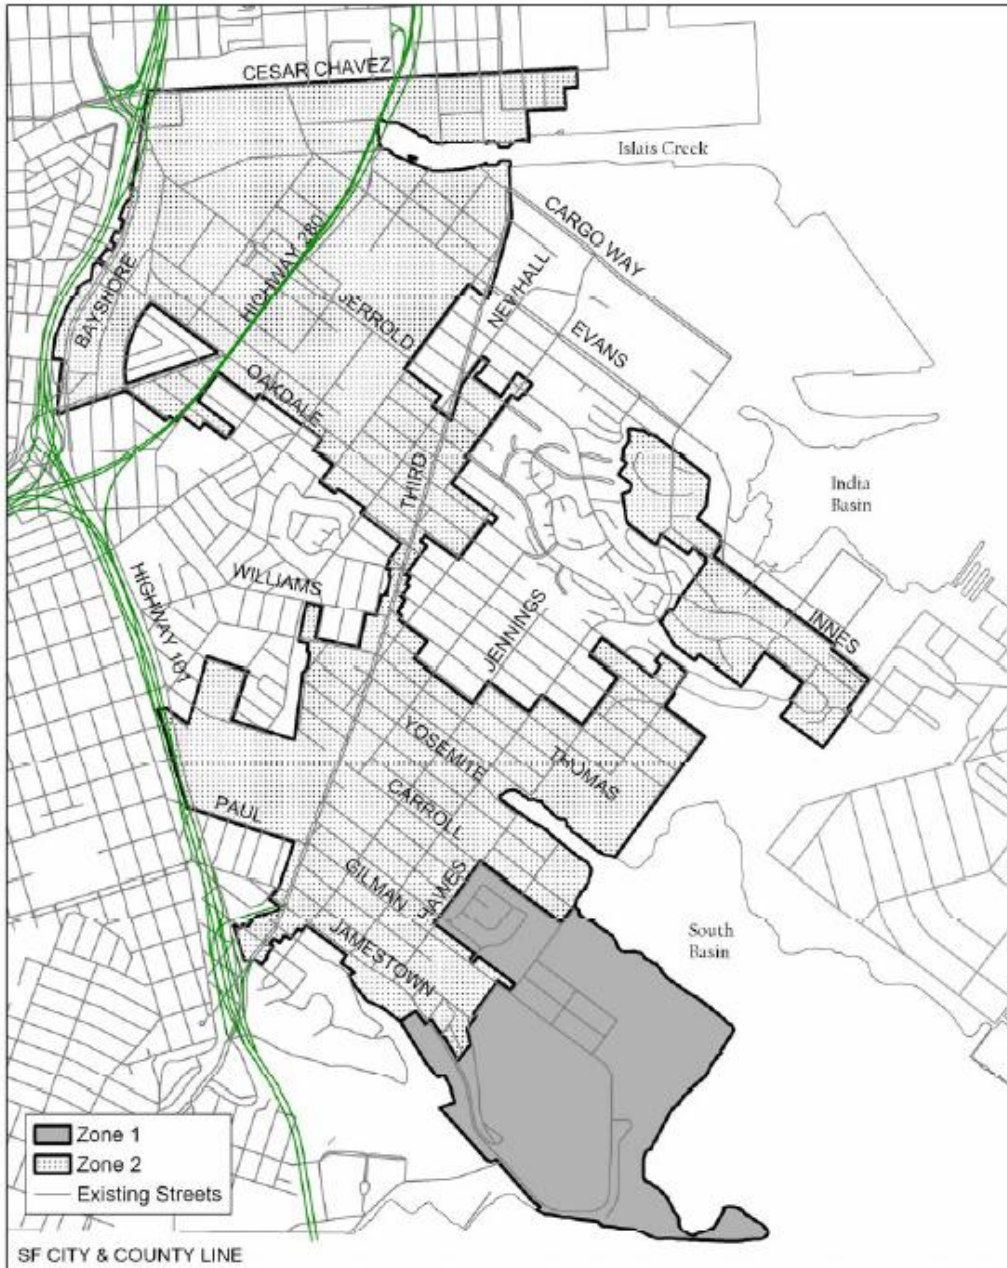 CESAR CHAVEZ
Islais Creek
CARGO WAY
NEWHALL
HIGHWAY 280
BAYSHORE
JERROLD
EVANS
OAKDALE
THIRD
India
Basin
WILLIAMS
HIGHWAY 101
JENNINGS
INNES
YOSEMITE
THOMAS
PAUL
CARROLL
GILMAN
HAWES
JAMESTOWN
South
Basin
Zone 1
Zone 2
Existing Streets
SF CITY & COUNTY LINE